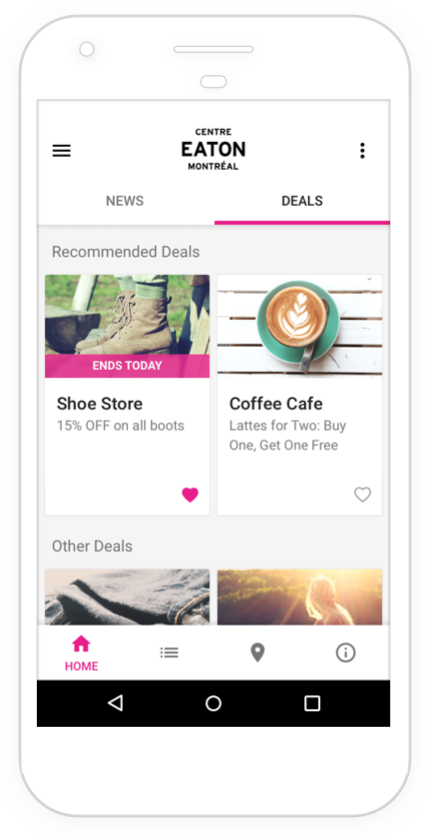 CENTRE
EATON
MONTRÉAL
NEWS
DEALS
Recommended Deals
ENDS TODAY
Shoe Store
15% OFF on all boots
Coffee Cafe
Lattes for Two: Buy
One, Get One Free
Other Deals
HOME